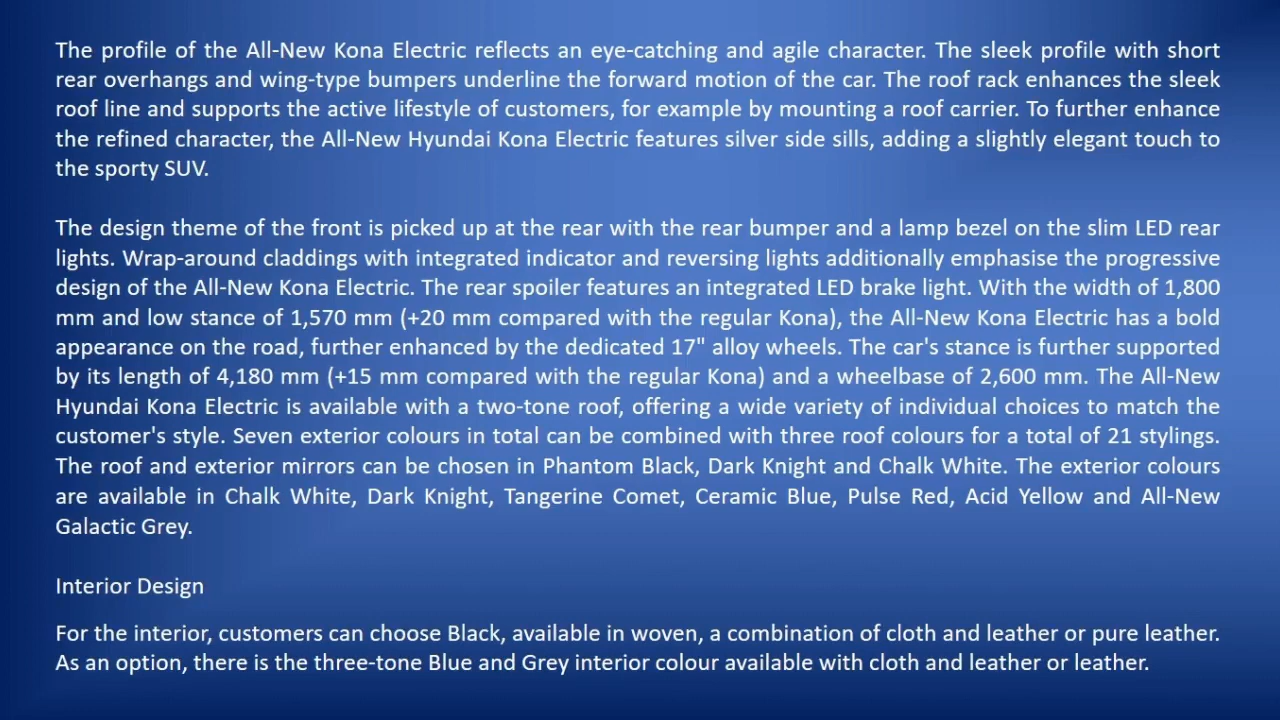 The profile of the All-New Kona Electric reflects an eye-catching and agile character. The sleek profile with short
rear overhangs and wing-type bumpers underline the forward motion of the car. The roof rack enhances the sleek
roof line and supports the active lifestyle of customers, for example by mounting a roof carrier. To further enhance
the refined character, the All-New Hyundai Kona Electric features silver side sills, adding a slightly elegant touch to
the sporty SUV.
The design theme of the front is picked up at the rear with the rear bumper and a lamp bezel on the slim LED rear
lights. Wrap-around claddings with integrated indicator and reversing lights additionally emphasise the progressive
design of the All-New Kona Electric. The rear spoiler features an integrated LED brake light. With the width of 1,800
mm and low stance of 1,570 mm (+20 mm compared with the regular Kona), the All-New Kona Electric has a bold
appearance on the road, further enhanced by the dedicated 17" alloy wheels. The car's stance is further supported
by its length of 4,180 mm (+15 mm compared with the regular Kona) and a wheelbase of 2,600 mm. The All-New
Hyundai Kona Electric is available with a two-tone roof, offering a wide variety of individual choices to match the
customer's style. Seven exterior colours in total can be combined with three roof colours for a total of 21 stylings.
The roof and exterior mirrors can be chosen in Phantom Black, Dark Knight and Chalk White. The exterior colours
are available in Chalk White, Dark Knight, Tangerine Comet, Ceramic Blue, Pulse Red, Acid Yellow and All-New
Galactic Grey.
Interior Design
For the interior, customers can choose Black, available in woven, a combination of cloth and leather or pure leather.
As an option, there is the three-tone Blue and Grey interior colour available with cloth and leather or leather.